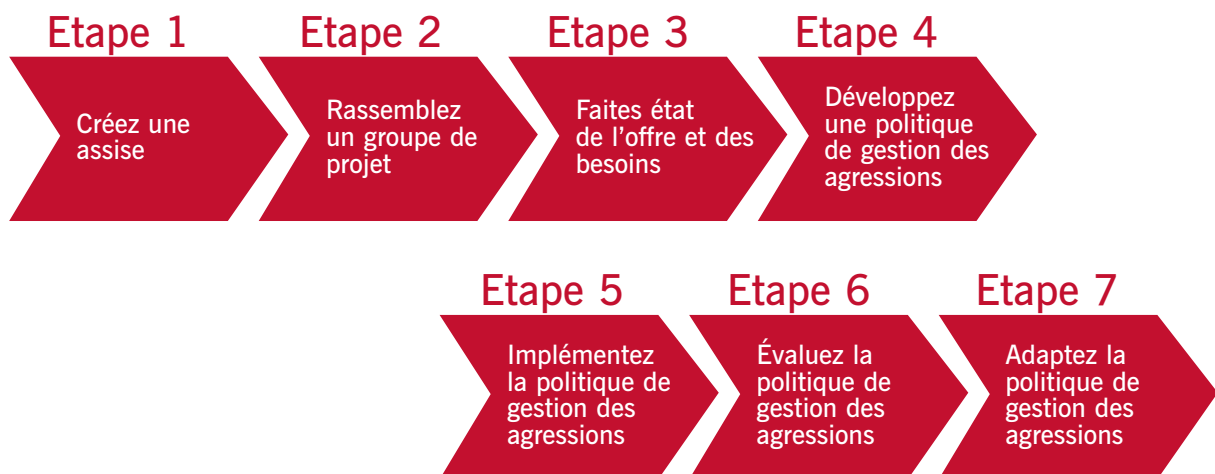 Etape 1
Créez une
assise
Etape 2
Rassemblez
un groupe de
projet
Etape 3
Faites état
de l'offre et des
besoins
Etape 4
Développez
une politique
de gestion des
agressions
Etape 5
Implémentez
la politique de
gestion des
agressions
Etape 6
Évaluez la
politique de
gestion des
agressions
Etape 7
Adaptez la
politique de
gestion des
agressions